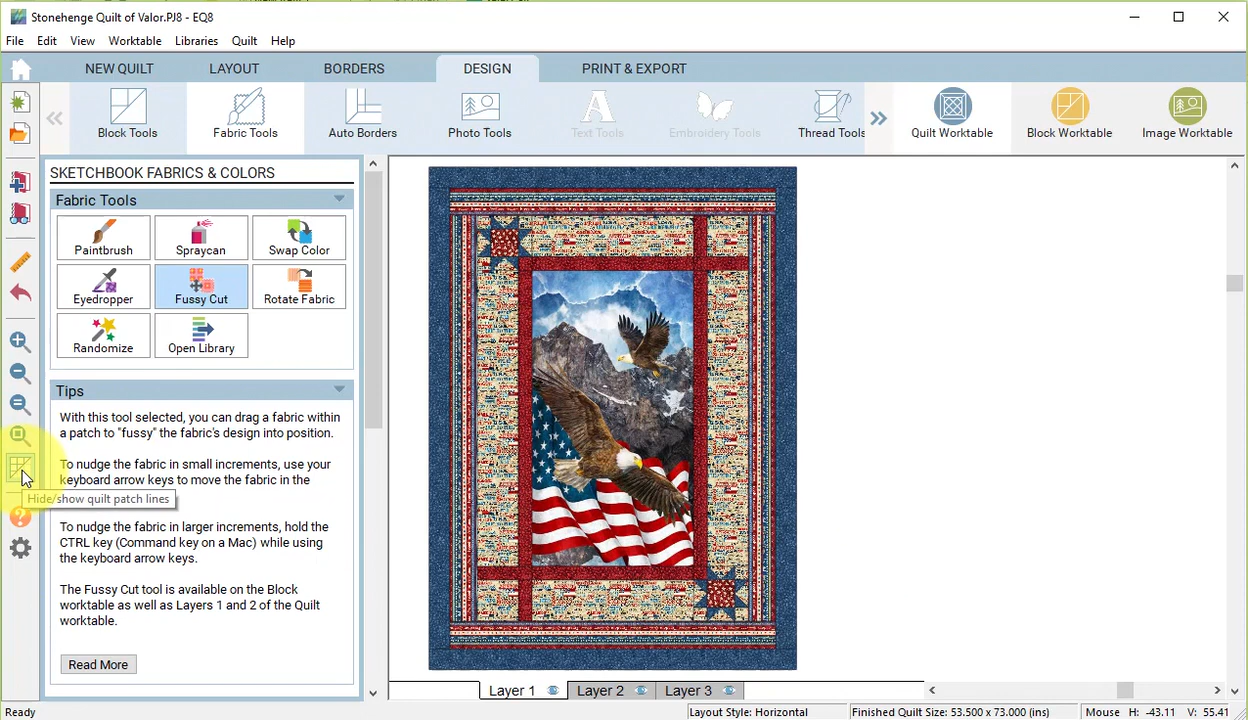 Stonehenge Quilt of Valor.PJ8 - EQ8
File Edit View Worktable Libraries Quilt Help
NEW QUILT LAYOUT BORDERS DESIGN PRINT & EXPORT
Block Tools Fabric Tools Auto Borders Photo Tools Text Tools Embroidery Tools Thread Tools Quilt Worktable Block Worktable Image Worktable
SKETCHBOOK FABRICS & COLORS
Fabric Tools
Paintbrush Spraycan Swap Color
Eyedropper Fussy Cut Rotate Fabric
Randomize Open Library
Tips
With this tool selected, you can drag a fabric within
a patch to "fussy" the fabric's design into position.
To nudge the fabric in small increments, use your
keyboard arrow keys to move the fabric in the
Hide/show quilt patch lines
To nudge the fabric in larger increments, hold the
CTRL key (Command key on a Mac) while using
the keyboard arrow keys.
The Fussy Cut tool is available on the Block
worktable as well as Layers 1 and 2 of the Quilt
worktable.
Read More
Layer 1 Layer 2 Layer 3
Ready Layout Style: Horizontal Finished Quilt Size: 53.500 x 73.000 (ins) Mouse H: -43.11 V: 55.41